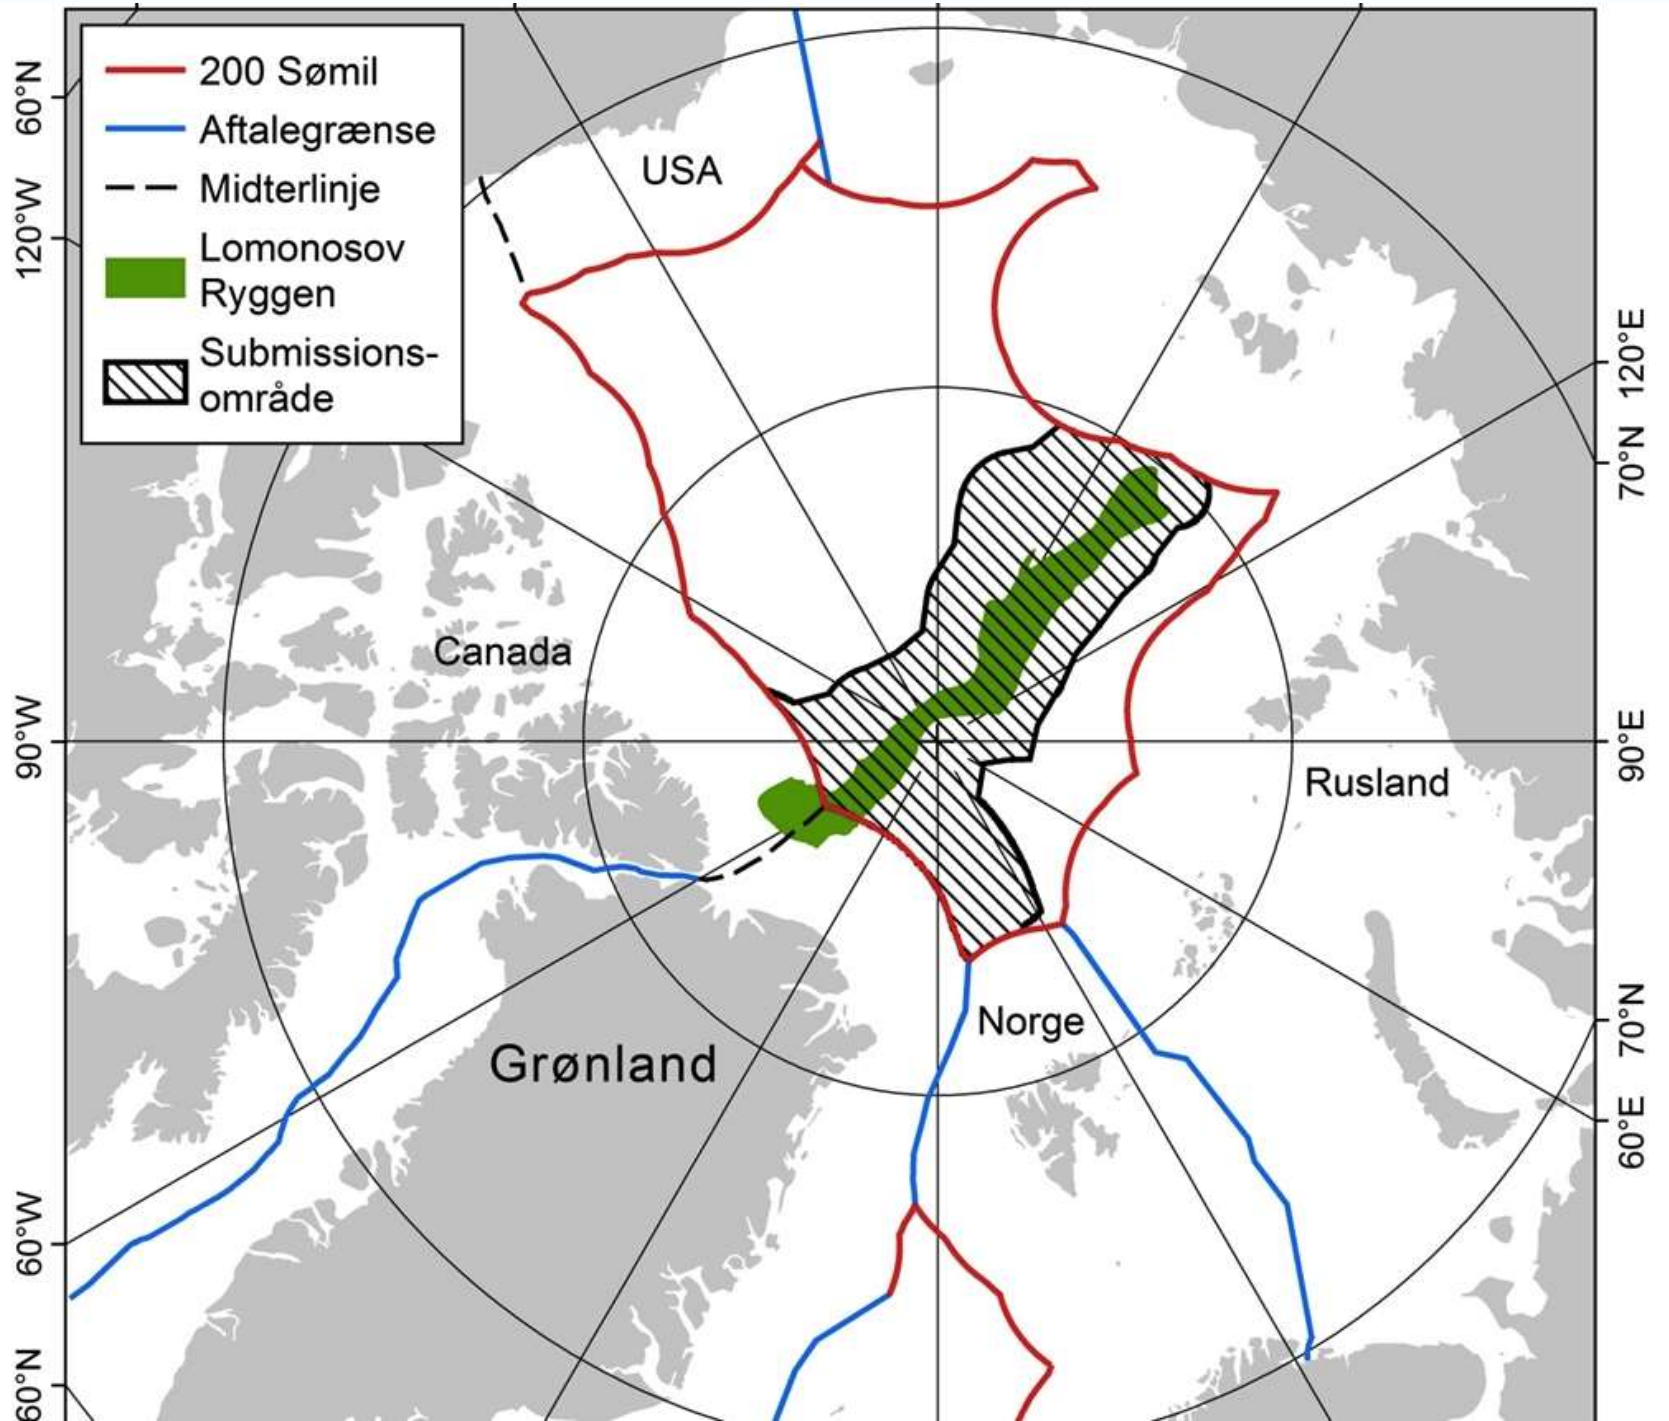 200 Sømil
Aftalegrænse
Midterlinje
Lomonosov
Ryggen
Submissions-
område
USA
Canada
Rusland
Norge
Grønland
60°N
120°W
90°W
60°W
60°N
120°E
70°N
90°E
70°N
60°E